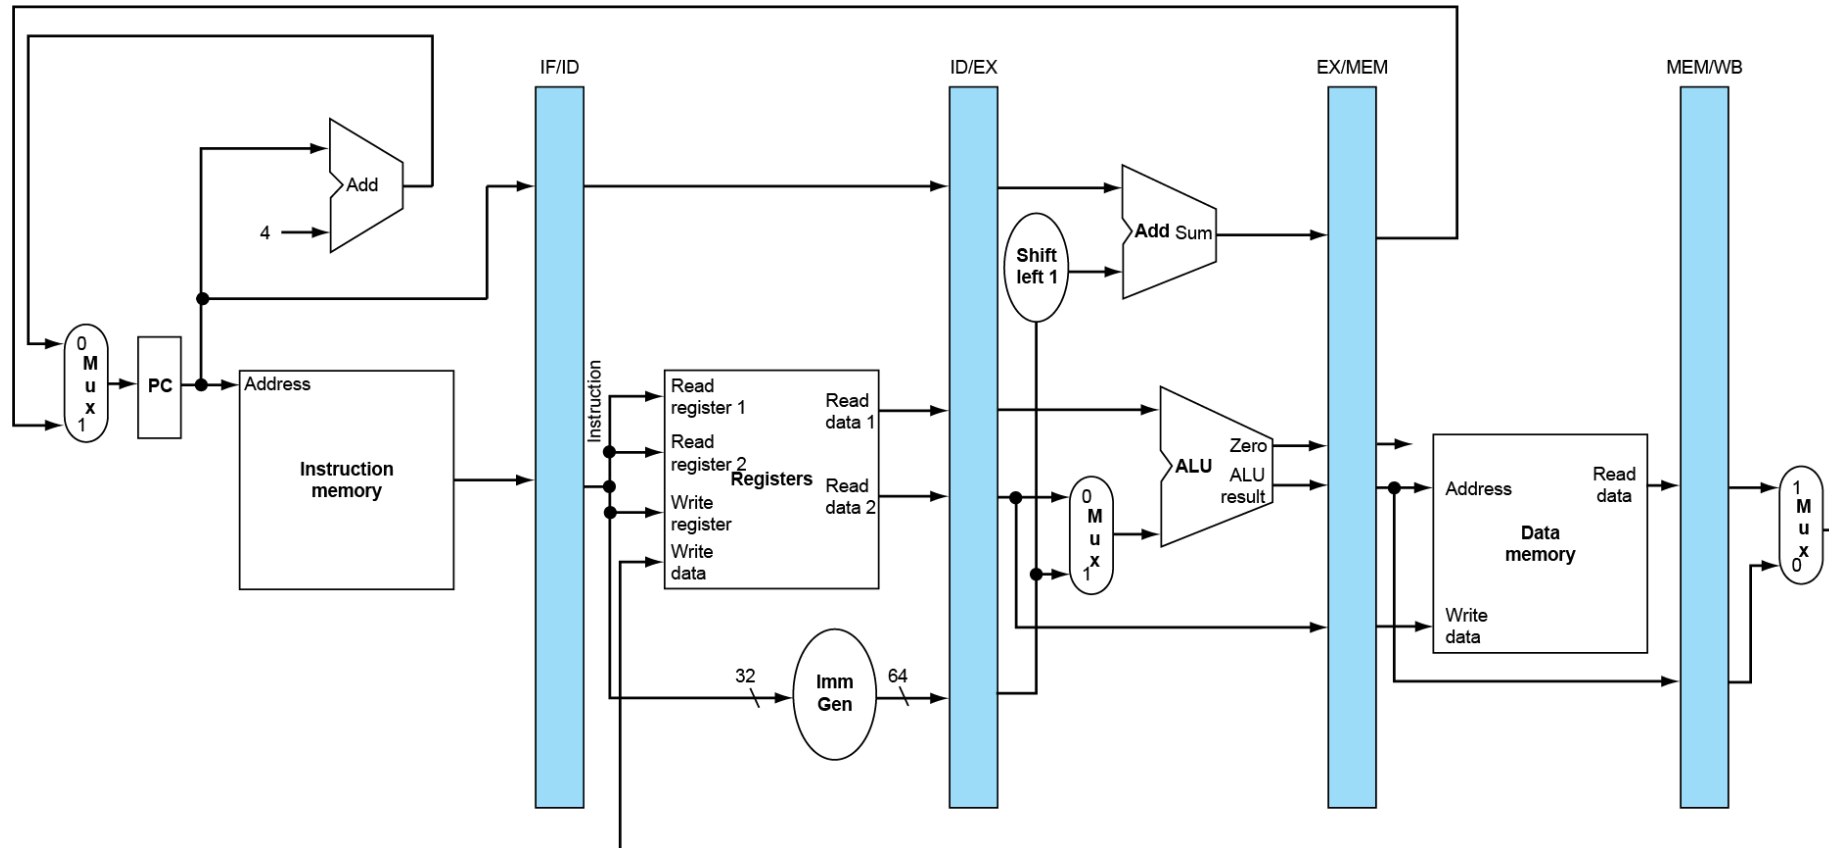 IF/ID
ID/EX
EX/MEM
MEM/WB
Add
4
Add Sum
Shift
left 1
0
M
u
x
1
PC
Address
Instruction
memory
Instruction
Read
register 1
Read
register 2
Registers
Write
register
Write
data
Read
data 1
Read
data 2
32
Imm
Gen
64
0
M
u
x
1
Zero
ALU
ALU
result
Address
Read
data
Data
memory
Write
data
1
M
u
x
0